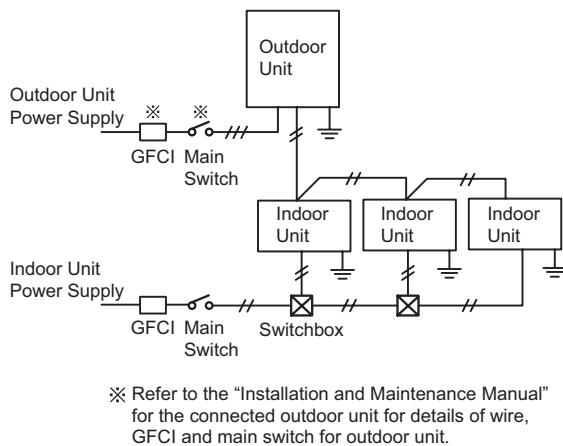 Outdoor
Unit
Outdoor Unit
Power Supply
※
※
GFCI
Main
Switch
Indoor
Unit
Indoor
Unit
Indoor
Unit
Indoor Unit
Power Supply
GFCI
Main
Switch
Switchbox
※ Refer to the “Installation and Maintenance Manual”
for the connected outdoor unit for details of wire,
GFCI and main switch for outdoor unit.